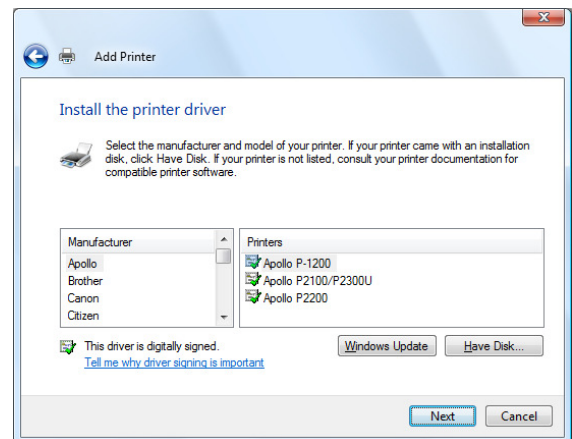 Add Printer
Install the printer driver
Select the manufacturer and model of your printer. If your printer came with an installation
disk, click Have Disk. If your printer is not listed, consult your printer documentation for
compatible printer software.
Manufacturer
Apollo
Brother
Canon
Citizen
Printers
Apollo P-1200
Apollo P2100/P2300U
Apollo P2200
This driver is digitally signed.
Tell me why driver signing is important
Windows Update
Have Disk...
Next
Cancel